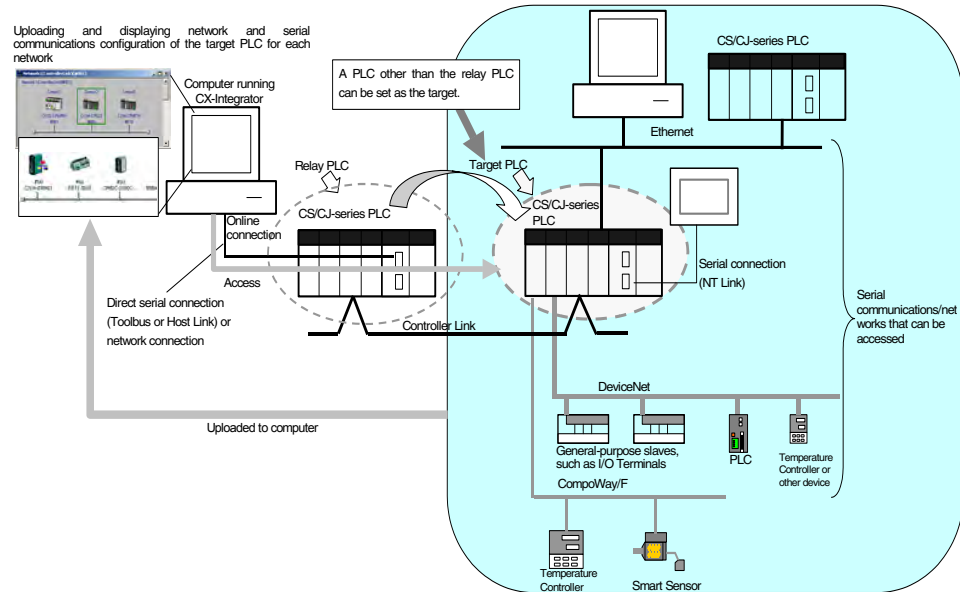 Uploading and displaying network and serial
communications configuration of the target PLC for each
network
Computer running
CX-Integrator
A PLC other than the relay PLC
can be set as the target.
CS/CJ-series PLC
Ethernet
Relay PLC
Target PLC
CS/CJ-series PLC
CS/CJ-series
PLC
Online
connection
Access
Serial connection
(NT Link)
Direct serial connection
(Toolbus or Host Link) or
network connection
Controller Link
Serial
communications/net
works that can be
accessed
DeviceNet
Uploaded to computer
General-purpose slaves,
such as I/O Terminals
PLC
Temperature
Controller or
other device
CompoWay/F
Temperature
Controller
Smart Sensor